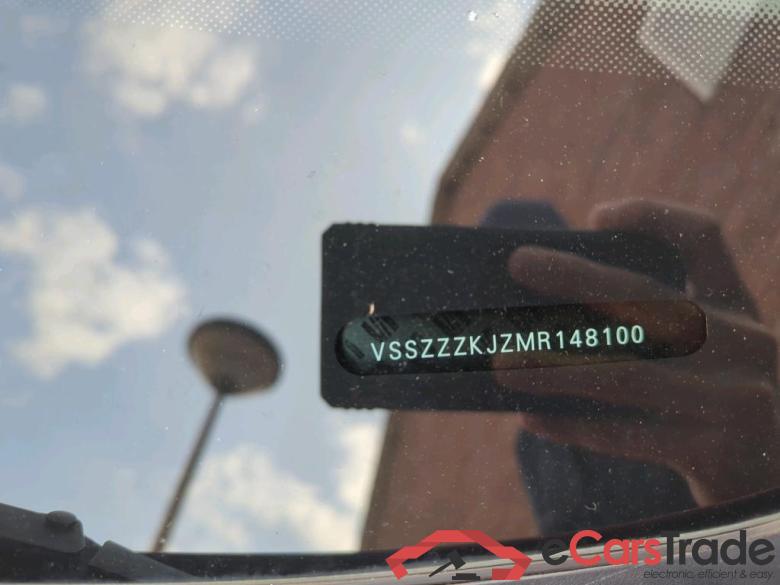 VSSZZZKJZMR148100
eCarsTrade
electronic, efficient & easy